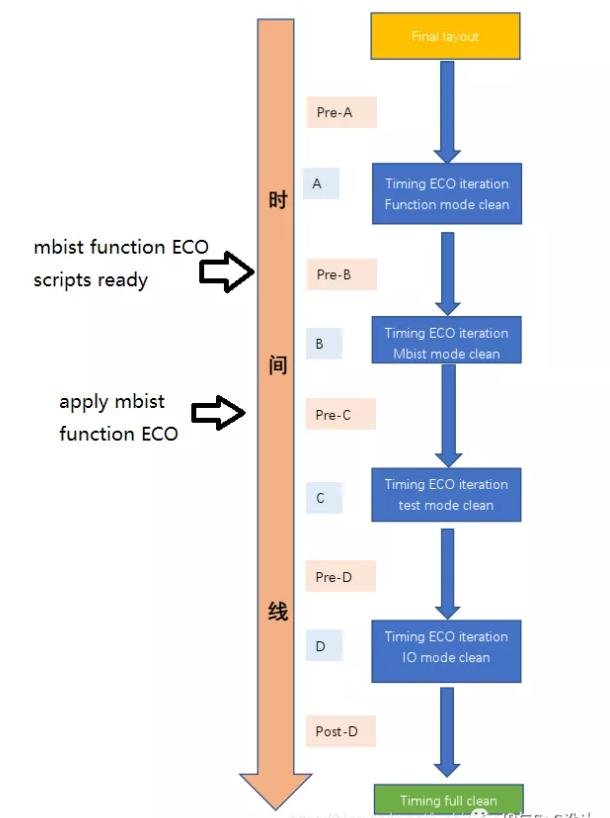 Final layout
Pre-A
A
Timing ECO iteration
Function mode clean
时
mbist function ECO
scripts ready
Pre-B
B
Timing ECO iteration
Mbist mode clean
间
apply mbist
function ECO
Pre-C
C
Timing ECO iteration
test mode clean
Pre-D
线
D
Timing ECO iteration
IO mode clean
Post-D
Timing full clean